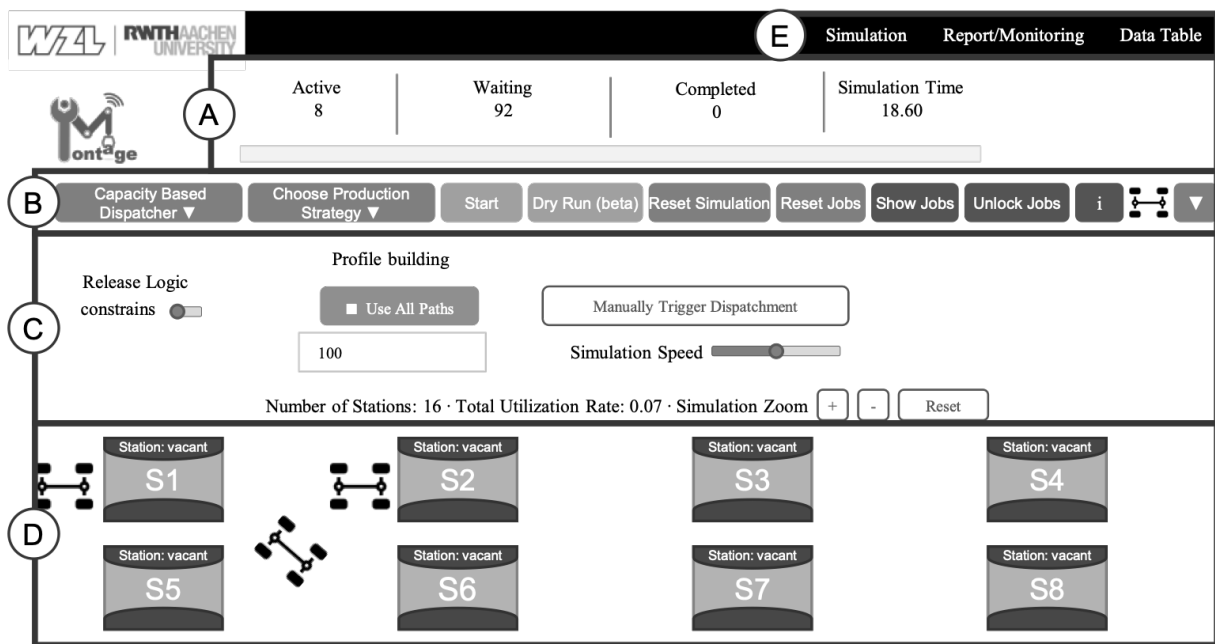 WZL RWTHAACHEN
UNIVERSITY
E Simulation Report/Monitoring Data Table
A
Active Waiting Completed Simulation Time
8 92 0 18.60
Montage
B
Capacity Based
Dispatcher ▼
Choose Production
Strategy ▼
Start
Dry Run (beta)
Reset Simulation
Reset Jobs
Show Jobs
Unlock Jobs
i
▼
C
Release Logic
constrains
Profile building
Use All Paths
100
Manually Trigger Dispatchment
Simulation Speed
Number of Stations: 16 · Total Utilization Rate: 0.07 · Simulation Zoom + - Reset
D
Station: vacant Station: vacant Station: vacant Station: vacant
S1 S2 S3 S4
Station: vacant Station: vacant Station: vacant Station: vacant
S5 S6 S7 S8